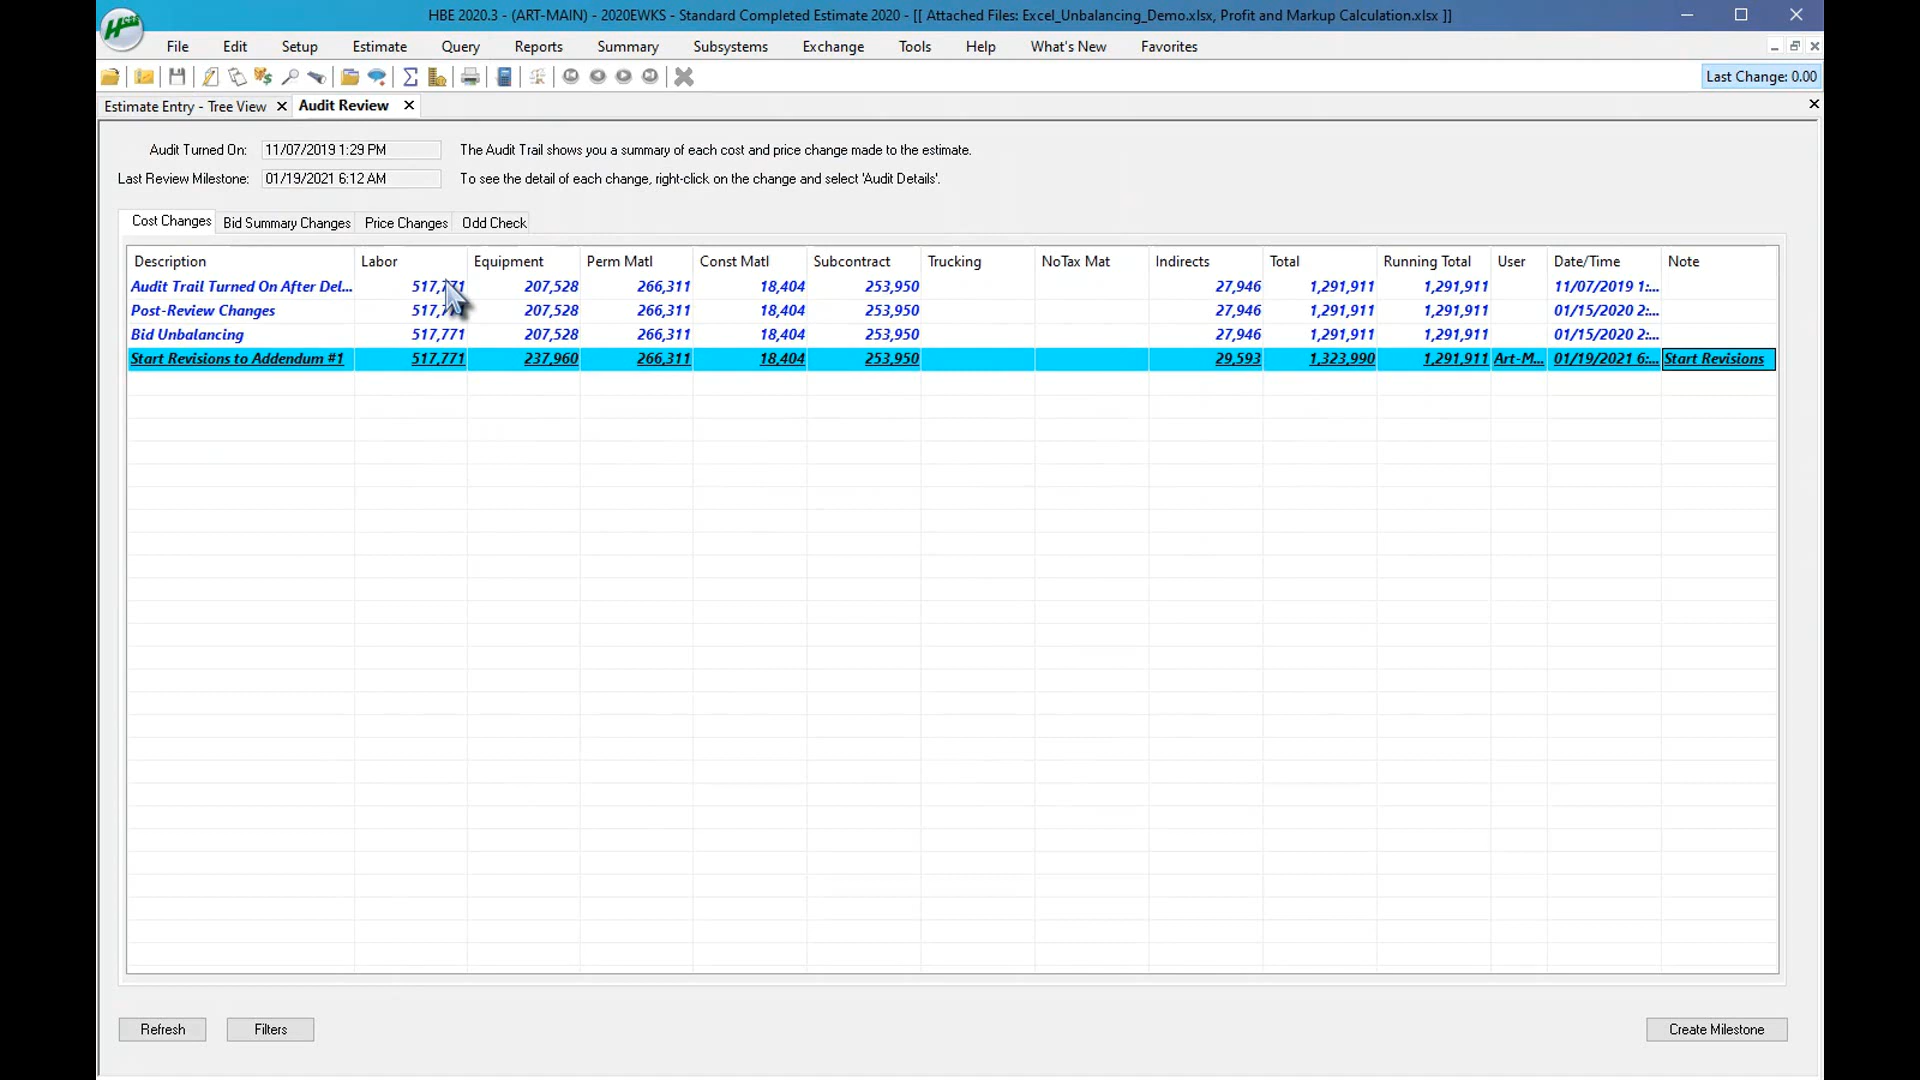 HBE 2020.3 - (ART-MAIN) - 2020EWKS - Standard Completed Estimate 2020 - [[ Attached Files: Excel_Unbalancing_Demo.xlsx, Profit and Markup Calculation.xlsx ]]
File Edit Setup Estimate Query Reports Summary Subsystems Exchange Tools Help What's New Favorites
Last Change: 0.00
Estimate Entry - Tree View Audit Review
Audit Turned On: 11/07/2019 1:29 PM The Audit Trail shows you a summary of each cost and price change made to the estimate.
Last Review Milestone: 01/19/2021 6:12 AM To see the detail of each change, right-click on the change and select 'Audit Details'.
Cost Changes Bid Summary Changes Price Changes Odd Check
Description Labor Equipment Perm Matl Const Matl Subcontract Trucking NoTax Mat Indirects Total Running Total User Date/Time Note
Audit Trail Turned On After Del... 517,771 207,528 266,311 18,404 253,950 27,946 1,291,911 1,291,911 11/07/2019 1:...
Post-Review Changes 207,528 266,311 18,404 253,950 27,946 1,291,911 1,291,911 01/15/2020 2:...
Bid Unbalancing 517,771 207,528 266,311 18,404 253,950 27,946 1,291,911 1,291,911 01/15/2020 2:...
Start Revisions to Addendum #1 517,771 237,960 266,311 18,404 253,950 29,593 1,323,990 1,291,911 Art-M... 01/19/2021 6:... Start Revisions
Refresh Filters Create Milestone